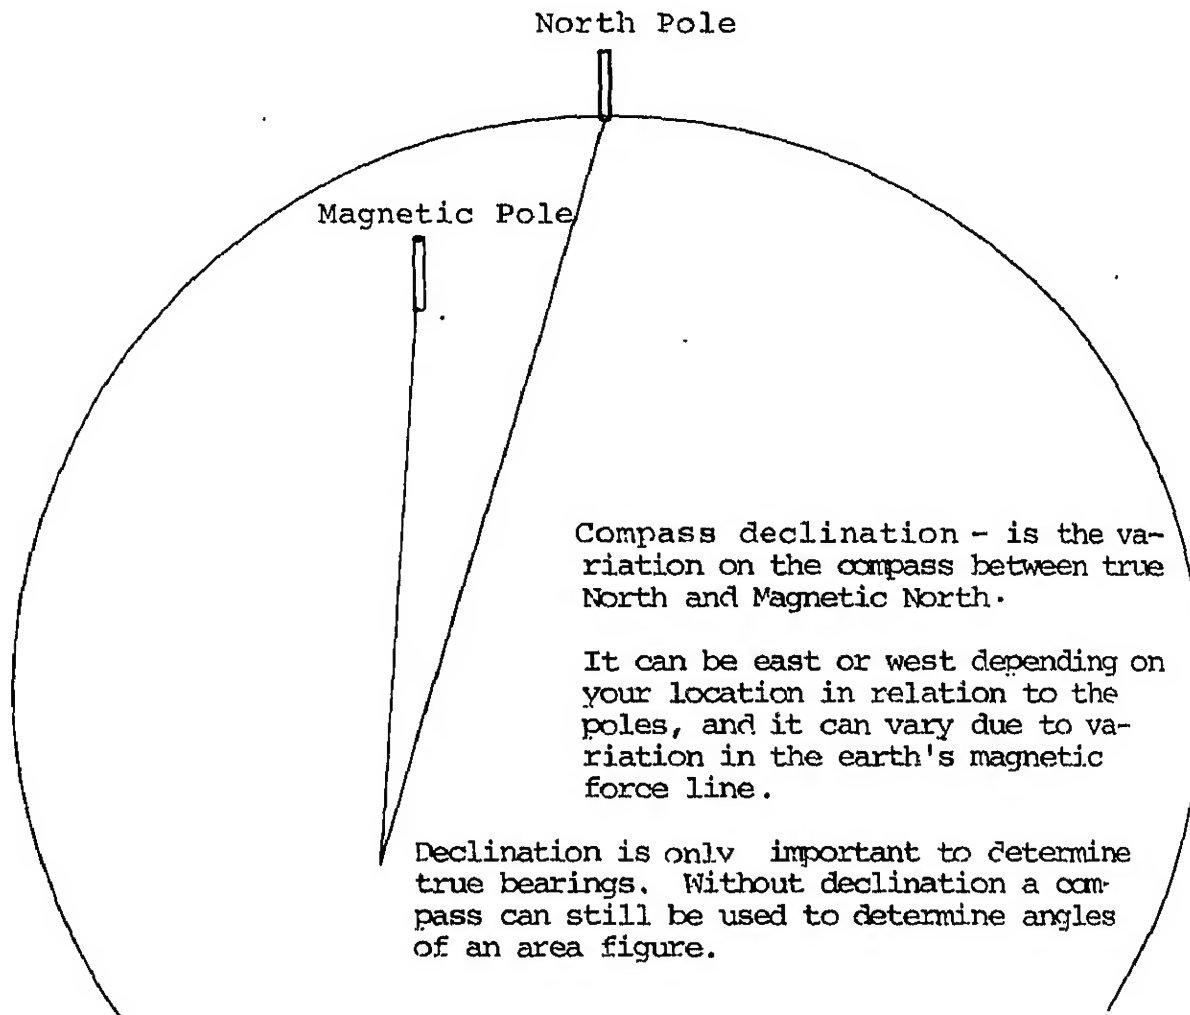 North Pole
Magnetic Pole
Compass declination - is the va-
riation on the compass between true
North and Magnetic North.
It can be east or west depending on
your location in relation to the
poles, and it can vary due to va-
riation in the earth's magnetic
force line.
Declination is only important to determine
true bearings. Without declination a com-
pass can still be used to determine angles
of an area figure.